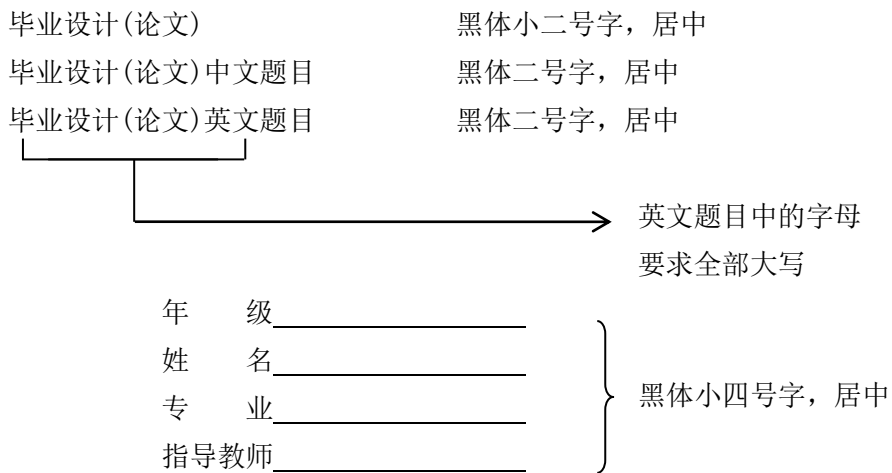 毕业设计(论文) 黑体小二号字，居中
毕业设计(论文)中文题目 黑体二号字，居中
毕业设计(论文)英文题目 黑体二号字，居中
英文题目中的字母
要求全部大写
年 级
姓 名
专 业
黑体小四号字，居中
指导教师